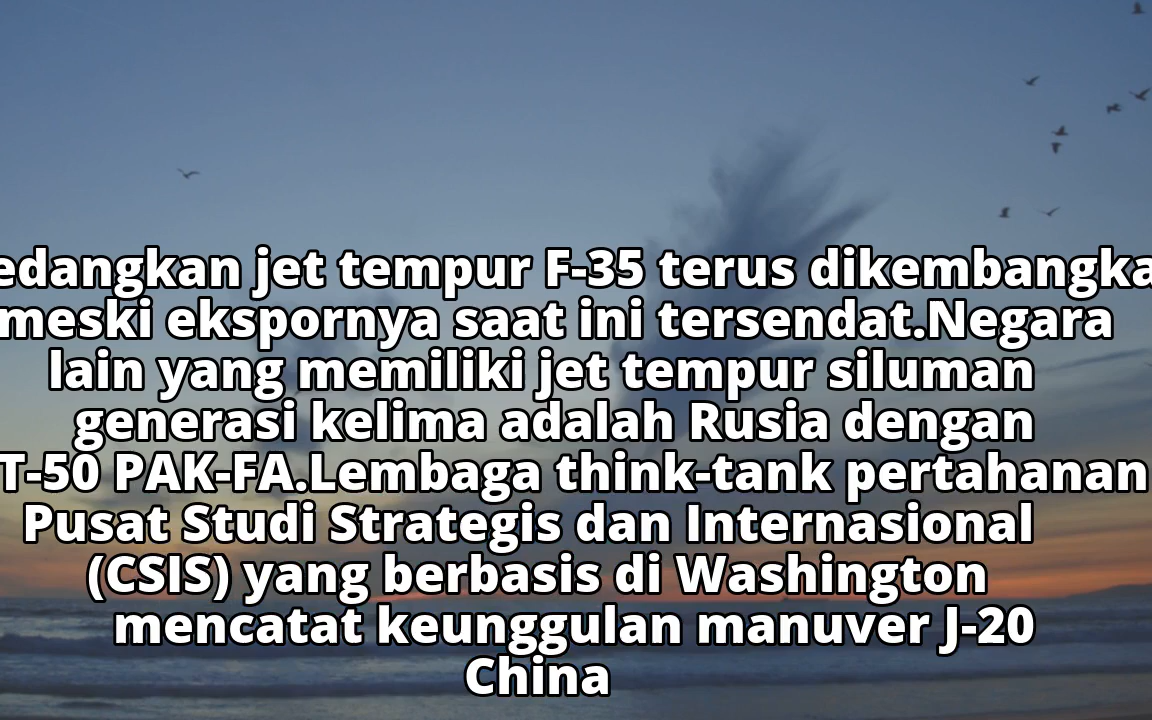 edangkan jet tempur F-35 terus dikembangka
meski ekspornya saat ini tersendat.Negara
lain yang memiliki jet tempur siluman
generasi kelima adalah Rusia dengan
T-50 PAK-FA.Lembaga think-tank pertahanan
Pusat Studi Strategis dan Internasional
(CSIS) yang berbasis di Washington
mencatat keunggulan manuver J-20
China